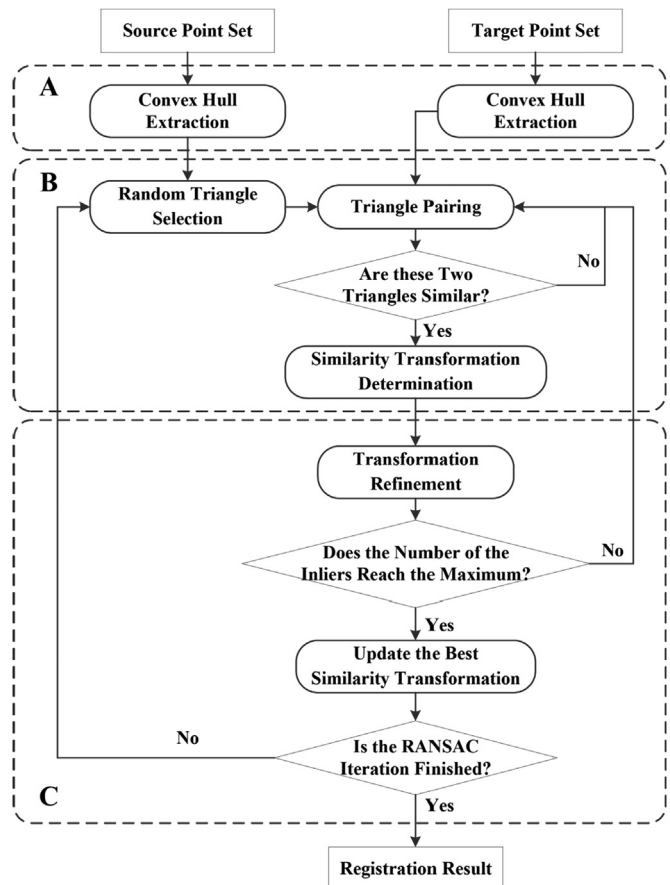 Source Point Set
Target Point Set
A
Convex Hull
Extraction
Convex Hull
Extraction
B
Random Triangle
Selection
Triangle Pairing
No
Are these Two
Triangles Similar?
Yes
Similarity Transformation
Determination
Transformation
Refinement
Does the Number of the
Inliers Reach the Maximum?
No
Yes
Update the Best
Similarity Transformation
No
Is the RANSAC
Iteration Finished?
C
Yes
Registration Result